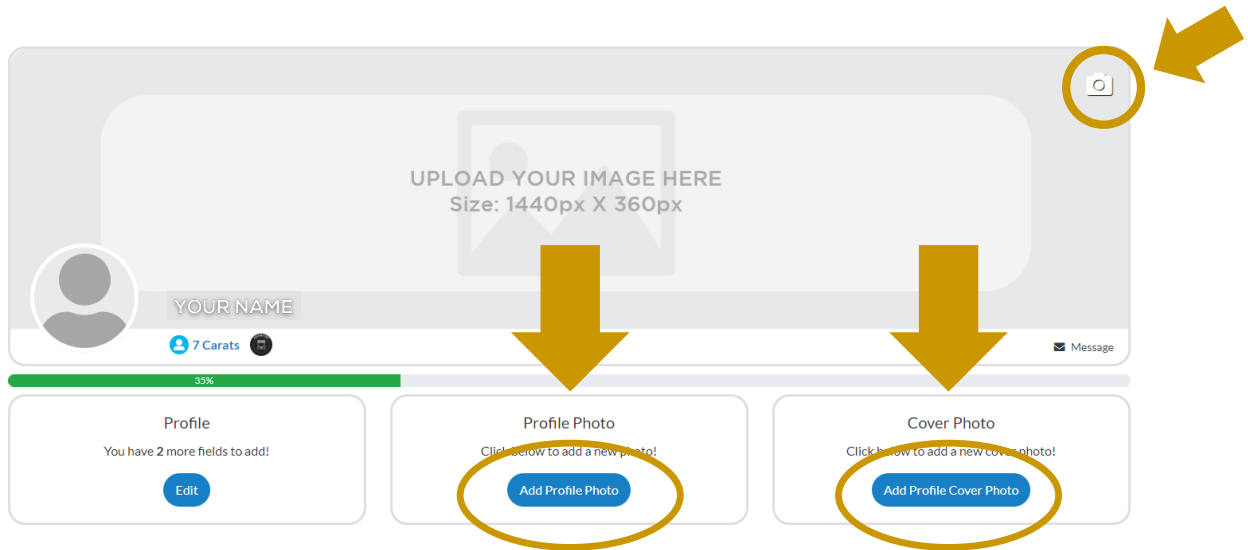 UPLOAD YOUR IMAGE HERE
Size: 1440px X 360px
YOUR NAME
7 Carats
Message
35%
Profile
You have 2 more fields to add!
Edit
Profile Photo
Click below to add a new photo!
Add Profile Photo
Cover Photo
Click below to add a new cover photo!
Add Profile Cover Photo